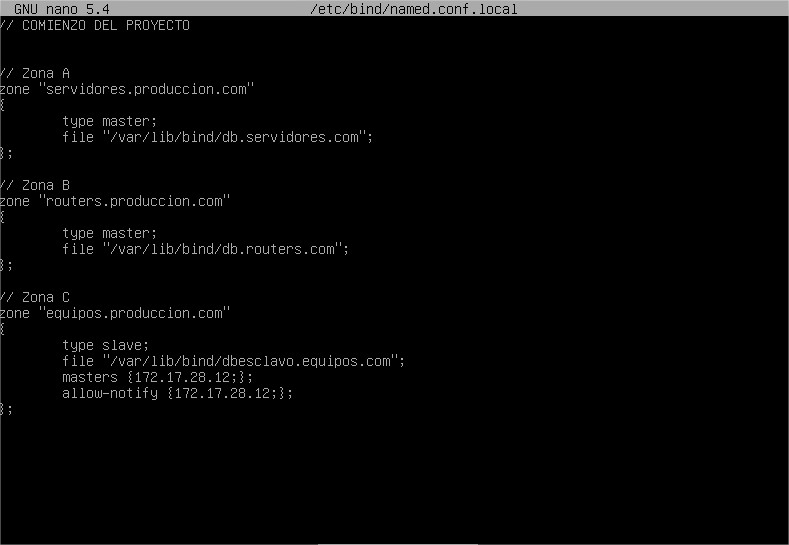 GNU nano 5.4 /etc/bind/named.conf.local
// COMIENZO DEL PROYECTO
// Zona A
zone "servidores.produccion.com"
{
type master;
file "/var/lib/bind/db.servidores.com";
};
// Zona B
zone "routers.produccion.com"
{
type master;
file "/var/lib/bind/db.routers.com";
};
// Zona C
zone "equipos.produccion.com"
{
type slave;
file "/var/lib/bind/dbesclavo.equipos.com";
masters {172.17.28.12;};
allow-notify {172.17.28.12;};
};